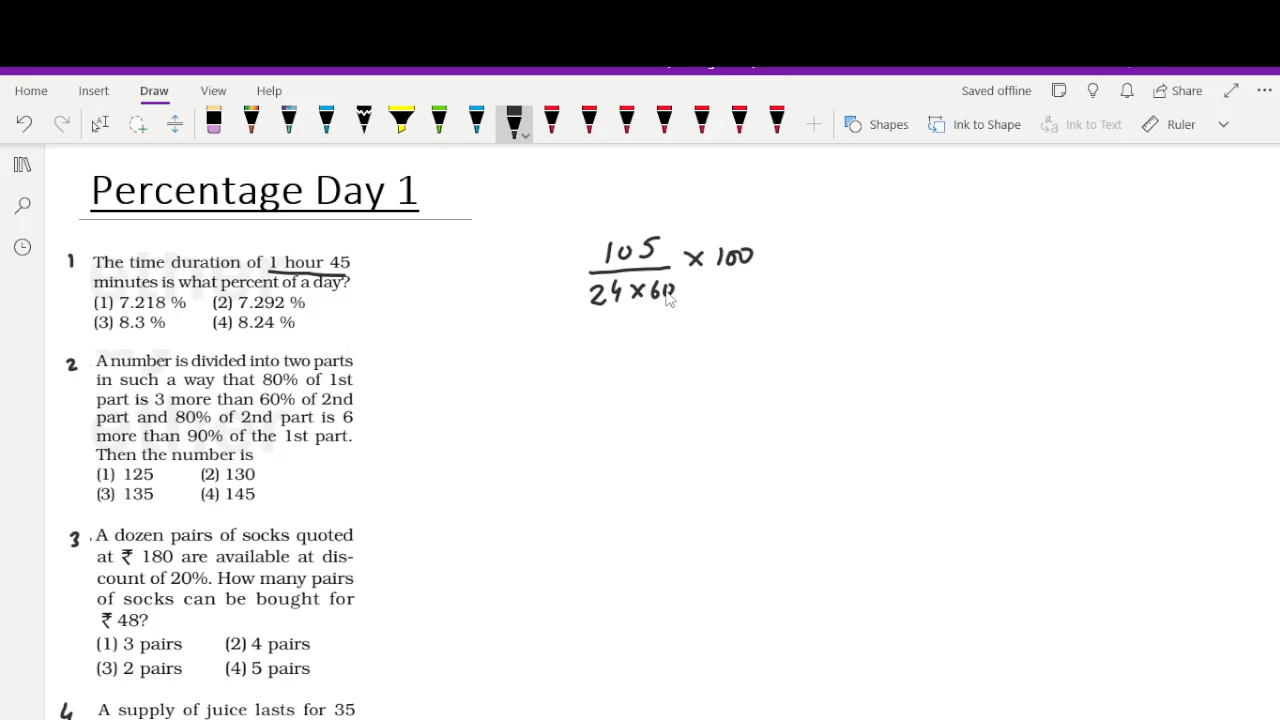 Home Insert Draw View Help Saved offline Share
Shapes Ink to Shape Ink to Text Ruler
Percentage Day 1
1 The time duration of 1 hour 45
minutes is what percent of a day?
(1) 7.218 % (2) 7.292 %
(3) 8.3 % (4) 8.24 %
105
× 100
24 × 60
2 A number is divided into two parts
in such a way that 80% of 1st
part is 3 more than 60% of 2nd
part and 80% of 2nd part is 6
more than 90% of the 1st part.
Then the number is
(1) 125 (2) 130
(3) 135 (4) 145
3 . A dozen pairs of socks quoted
at ₹ 180 are available at dis-
count of 20%. How many pairs
of socks can be bought for
₹ 48?
(1) 3 pairs (2) 4 pairs
(3) 2 pairs (4) 5 pairs
4 A supply of juice lasts for 35